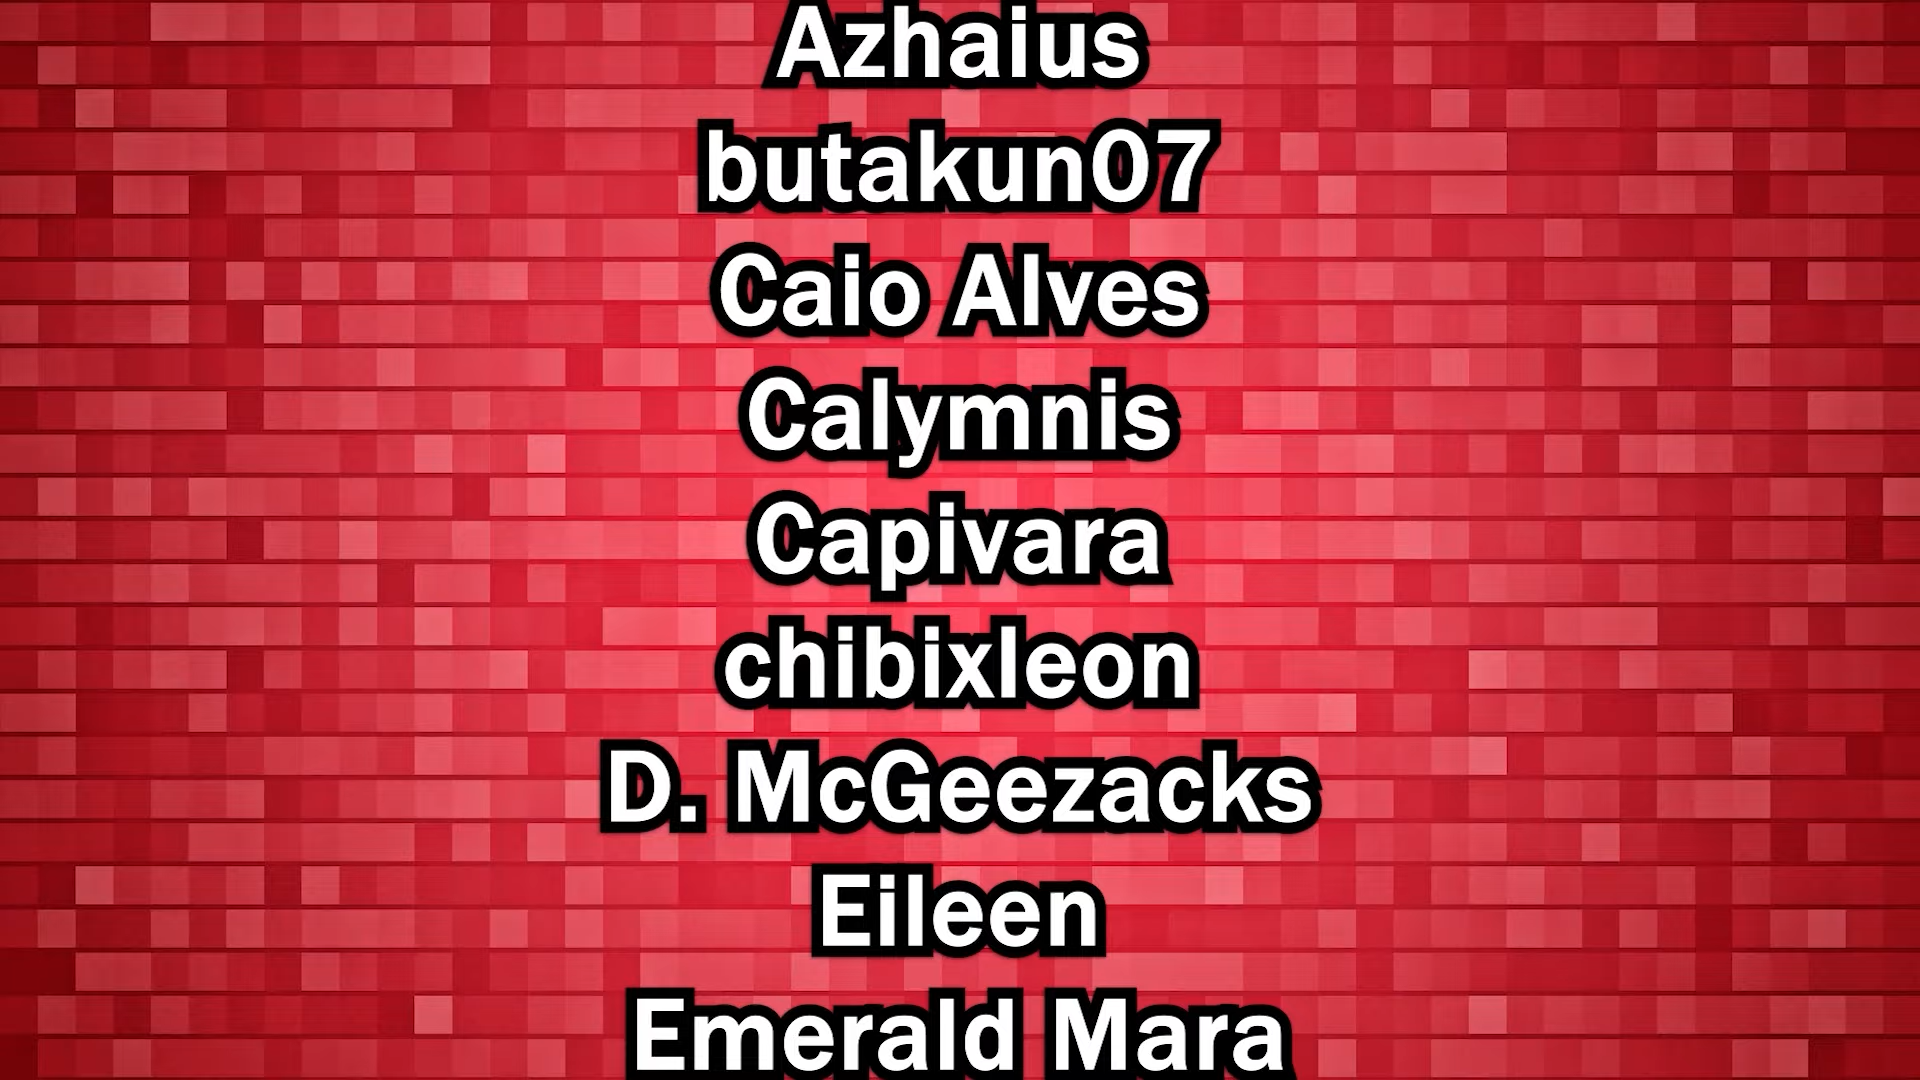 Azhaius
butakun07
Caio Alves
Calymnis
Capivara
chibixleon
D. McGeezacks
Eileen
Emerald Mara